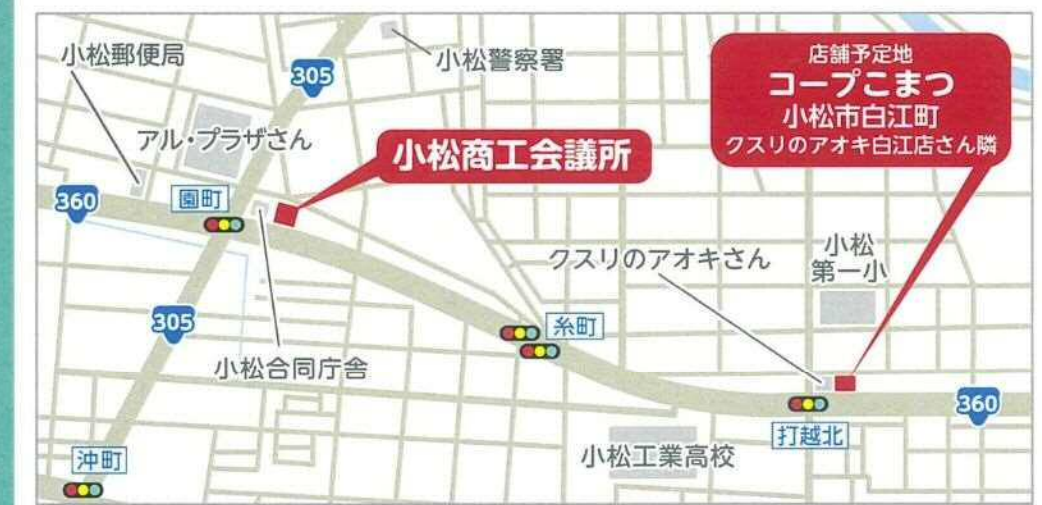 小松郵便局
305
小松警察署
店舗予定地
コープこまつ
小松市白江町
クスリのアオキ白江店さん隣
アル・プラザさん
小松商工会議所
360
園町
クスリのアオキさん
小松
第一小
305
糸町
小松合同庁舎
360
打越北
小松工業高校
沖町